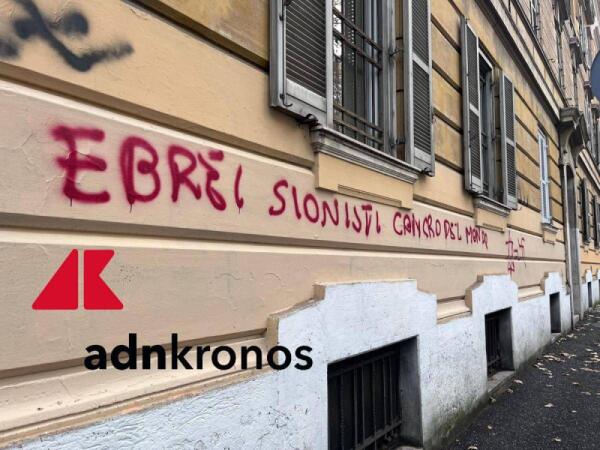 EBREI SIONISTI CANCRO DEL MONDO
adnkronos